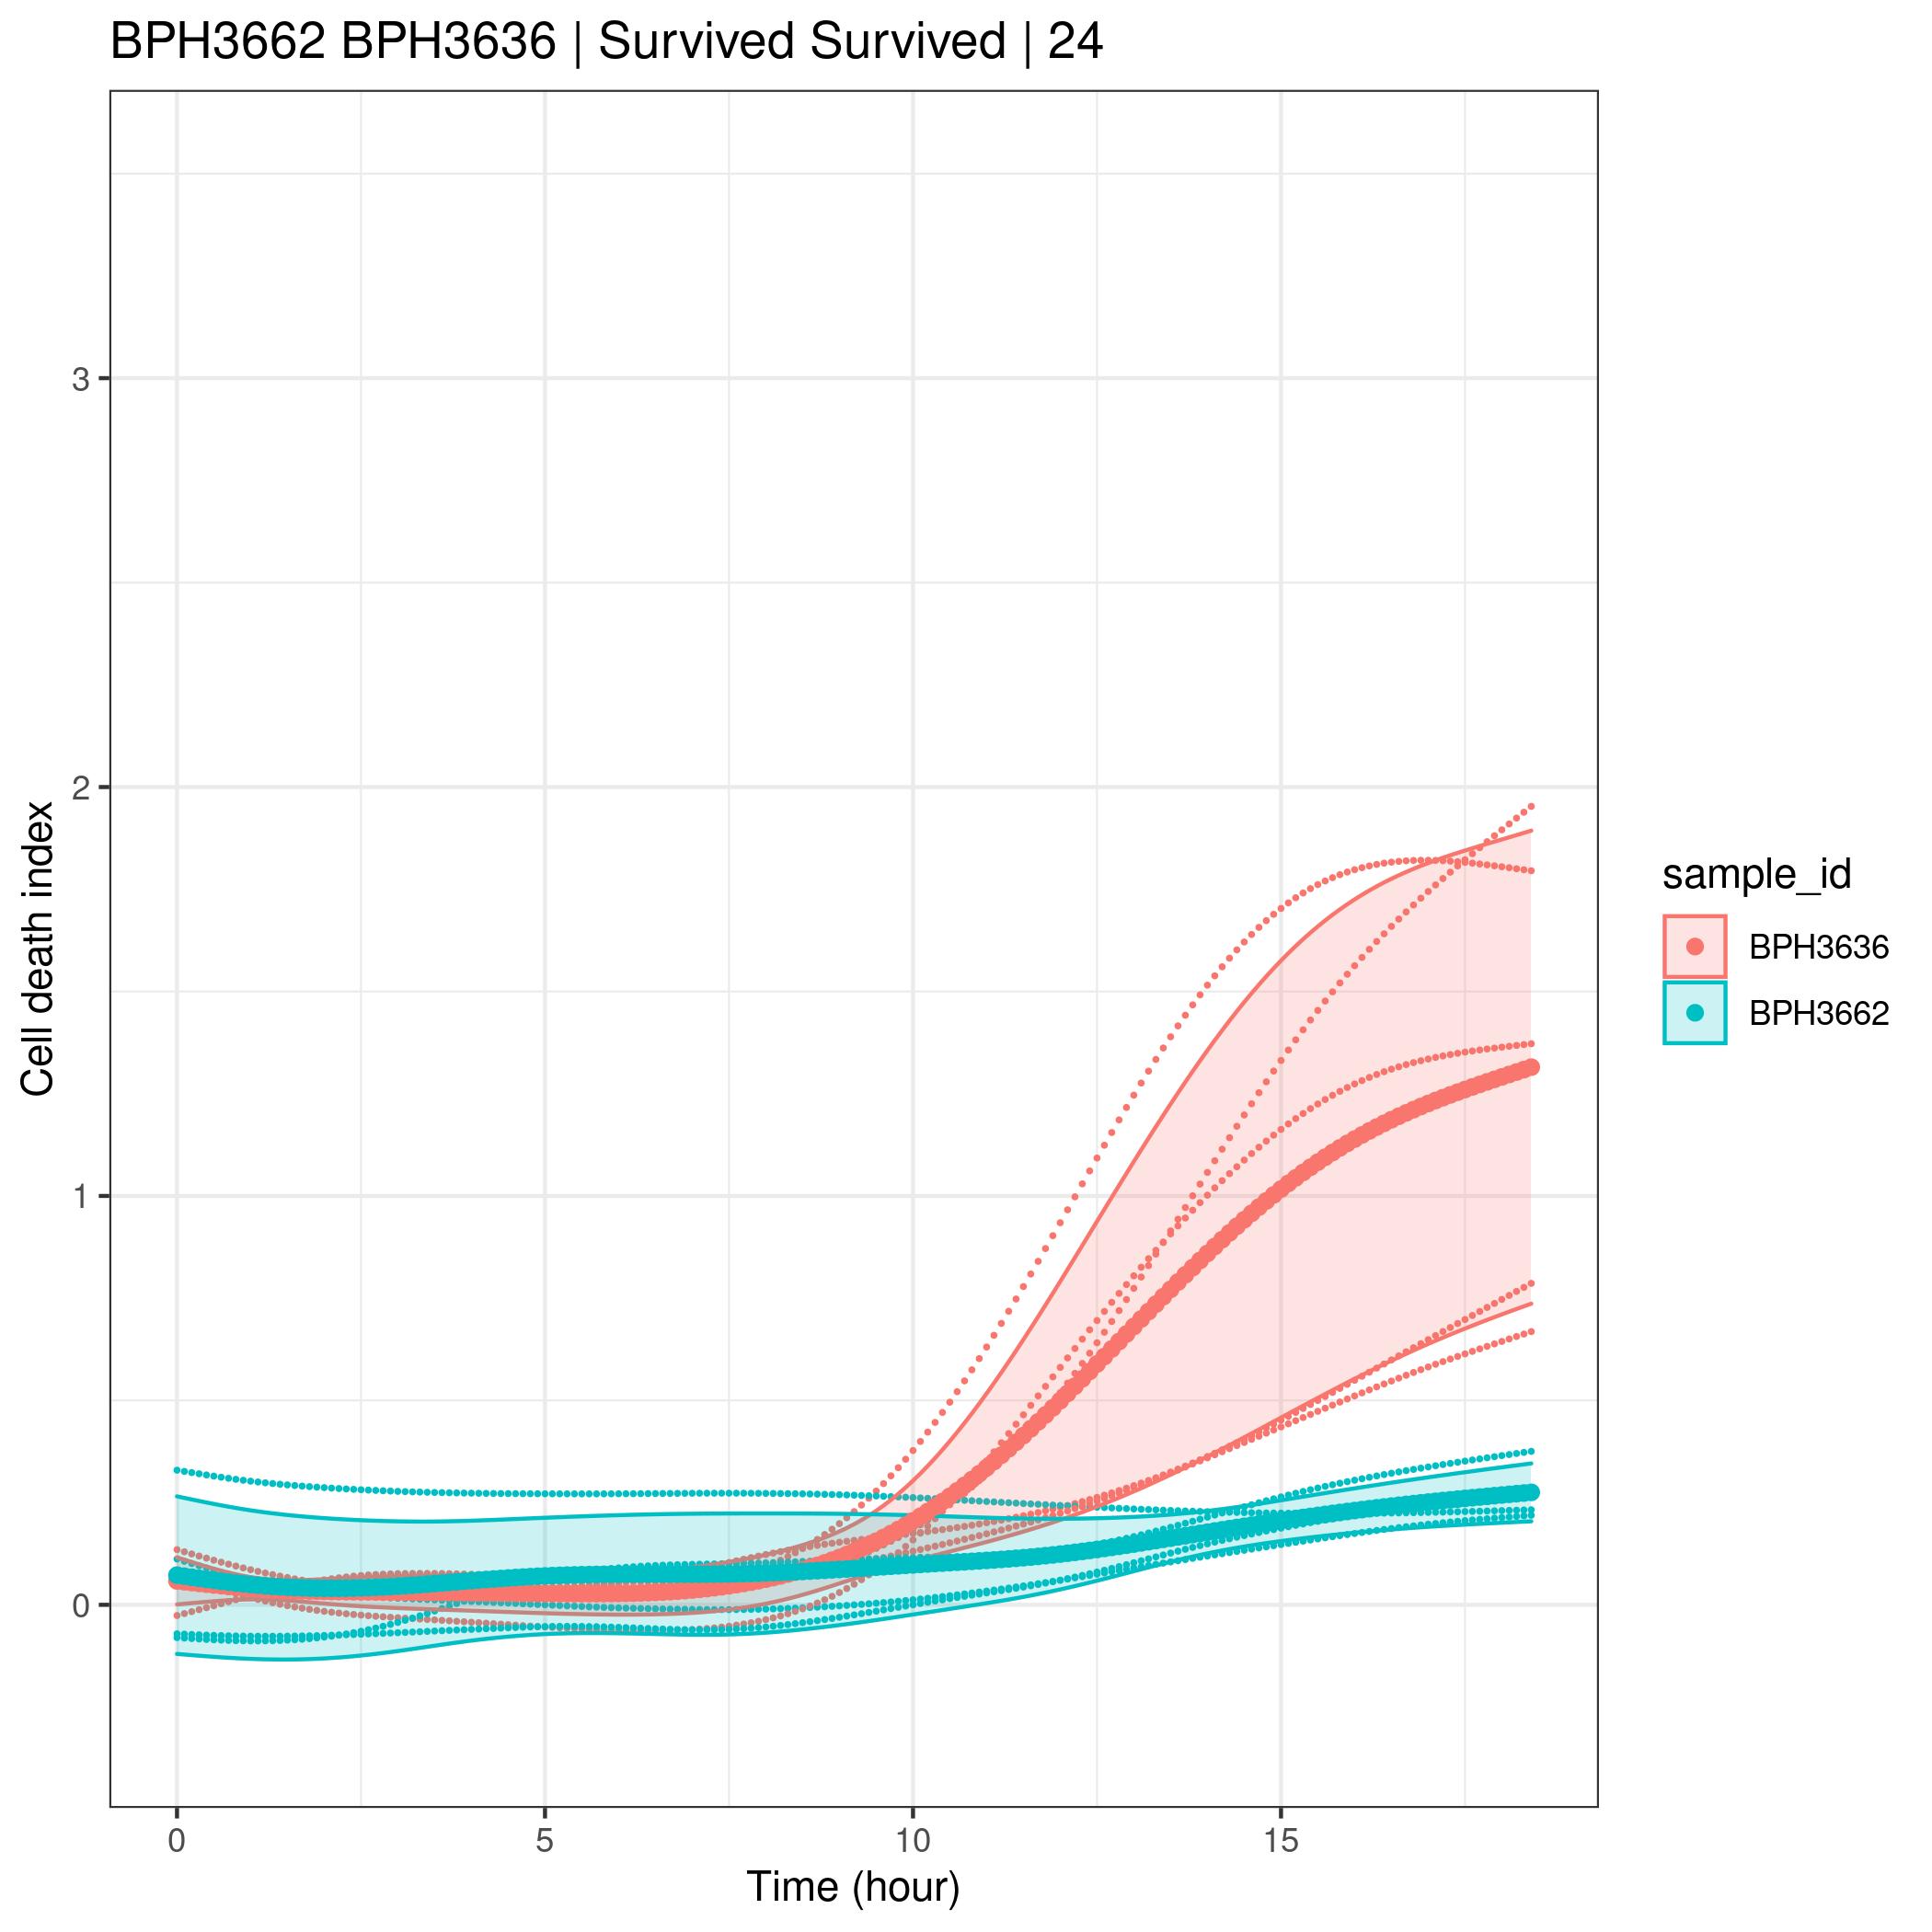 BPH3662 BPH3636 | Survived Survived | 24
3
2
1
0
Cell death index
0 5 10 15
Time (hour)
sample_id
BPH3636
BPH3662